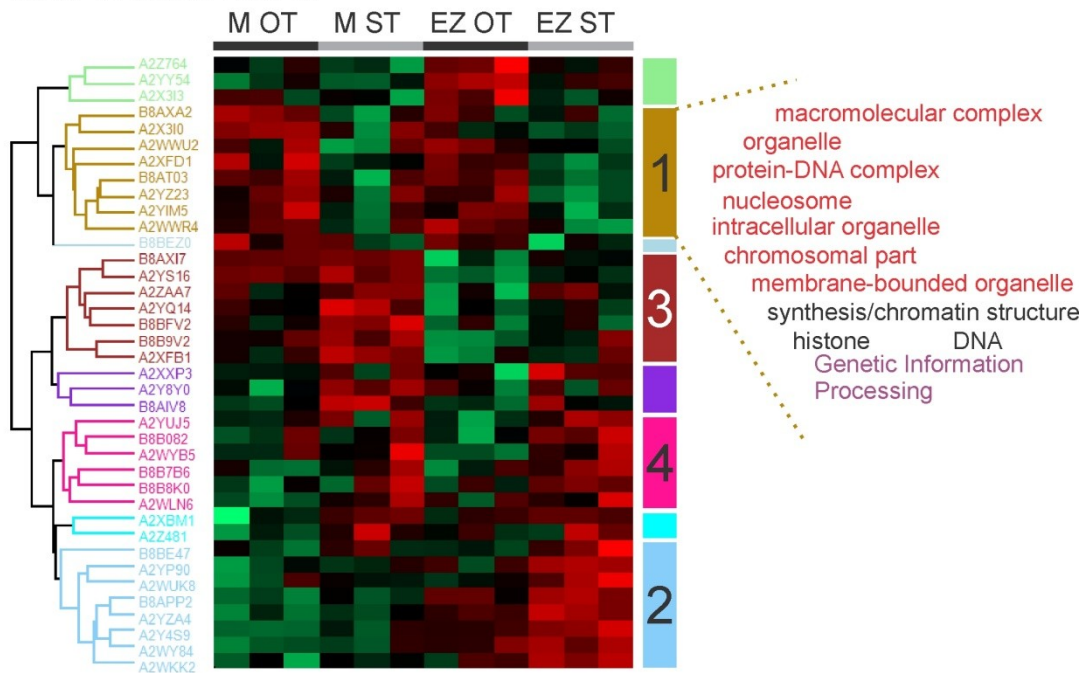 M OT M ST EZ OT EZ ST
A2Z764
A2YY54
A2X3I3
B8AXA2
A2X3I0
A2WWU2
A2XFD1
B8AT03
A2YZ23
A2YIM5
A2WWR4
B8BEZ0
B8AXI7
A2YS16
A2ZAA7
A2YQ14
B8BFV2
B8B9V2
A2XFB1
A2XXP3
A2Y8Y0
B8AIV8
A2YUJ5
B8B082
A2WYB5
B8B7B6
B8B8K0
A2WLN6
A2XBM1
A2Z481
B8BE47
A2YP90
A2WUK8
B8APP2
A2YZA4
A2Y4S9
A2WY84
A2WKK2
1
3
4
2
macromolecular complex
organelle
protein-DNA complex
nucleosome
intracellular organelle
chromosomal part
membrane-bounded organelle
synthesis/chromatin structure
histone DNA
Genetic Information
Processing